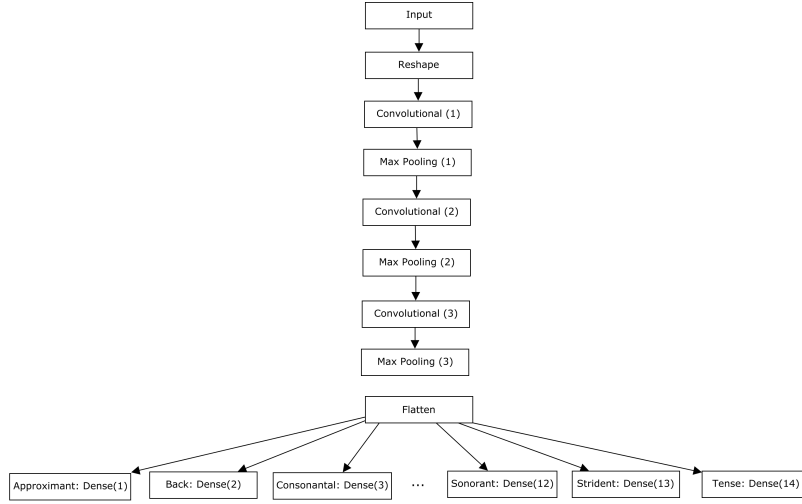 Input
Reshape
Convolutional (1)
Max Pooling (1)
Convolutional (2)
Max Pooling (2)
Convolutional (3)
Max Pooling (3)
Flatten
Approximant: Dense(1)
Back: Dense(2)
Consonantal: Dense(3)
...
Sonorant: Dense(12)
Strident: Dense(13)
Tense: Dense(14)